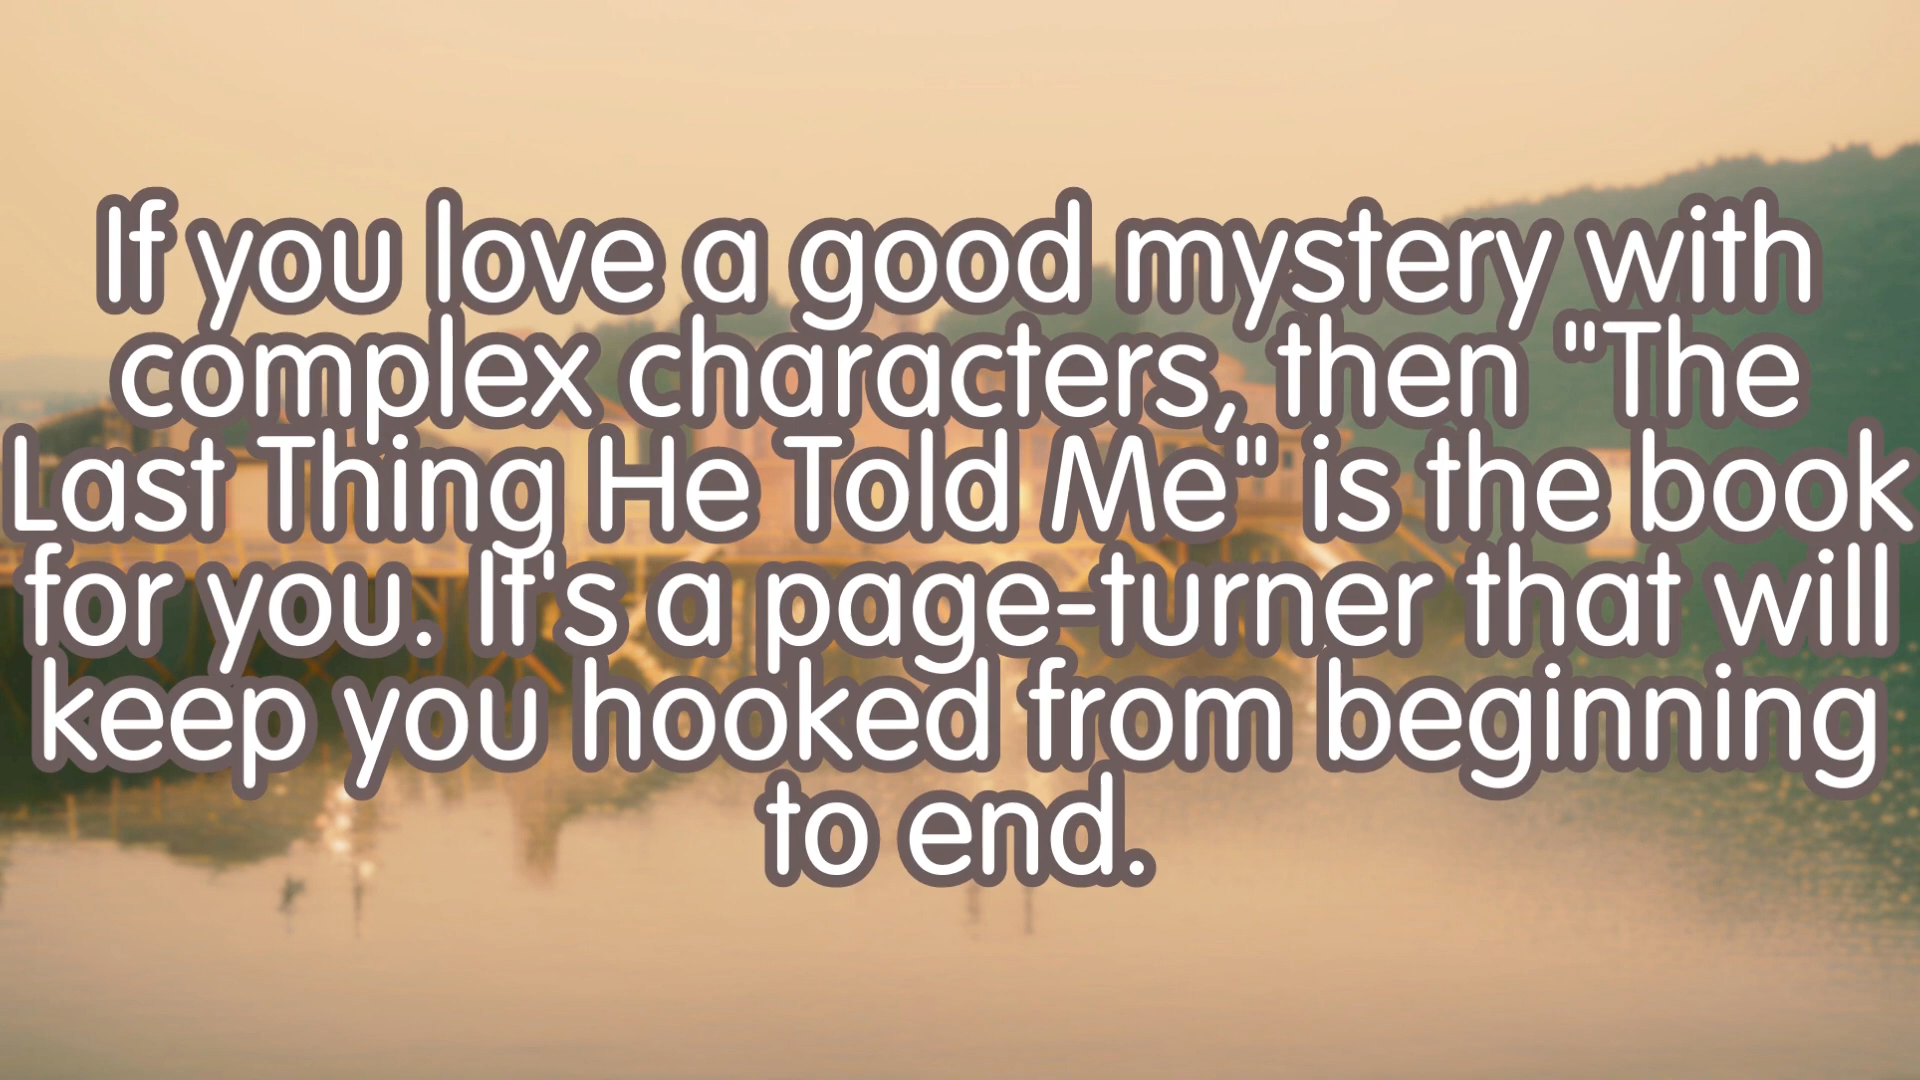 If you love a good mystery with
complex characters, then "The
Last Thing He Told Me" is the book
for you. It's a page-turner that will
keep you hooked from beginning
to end.